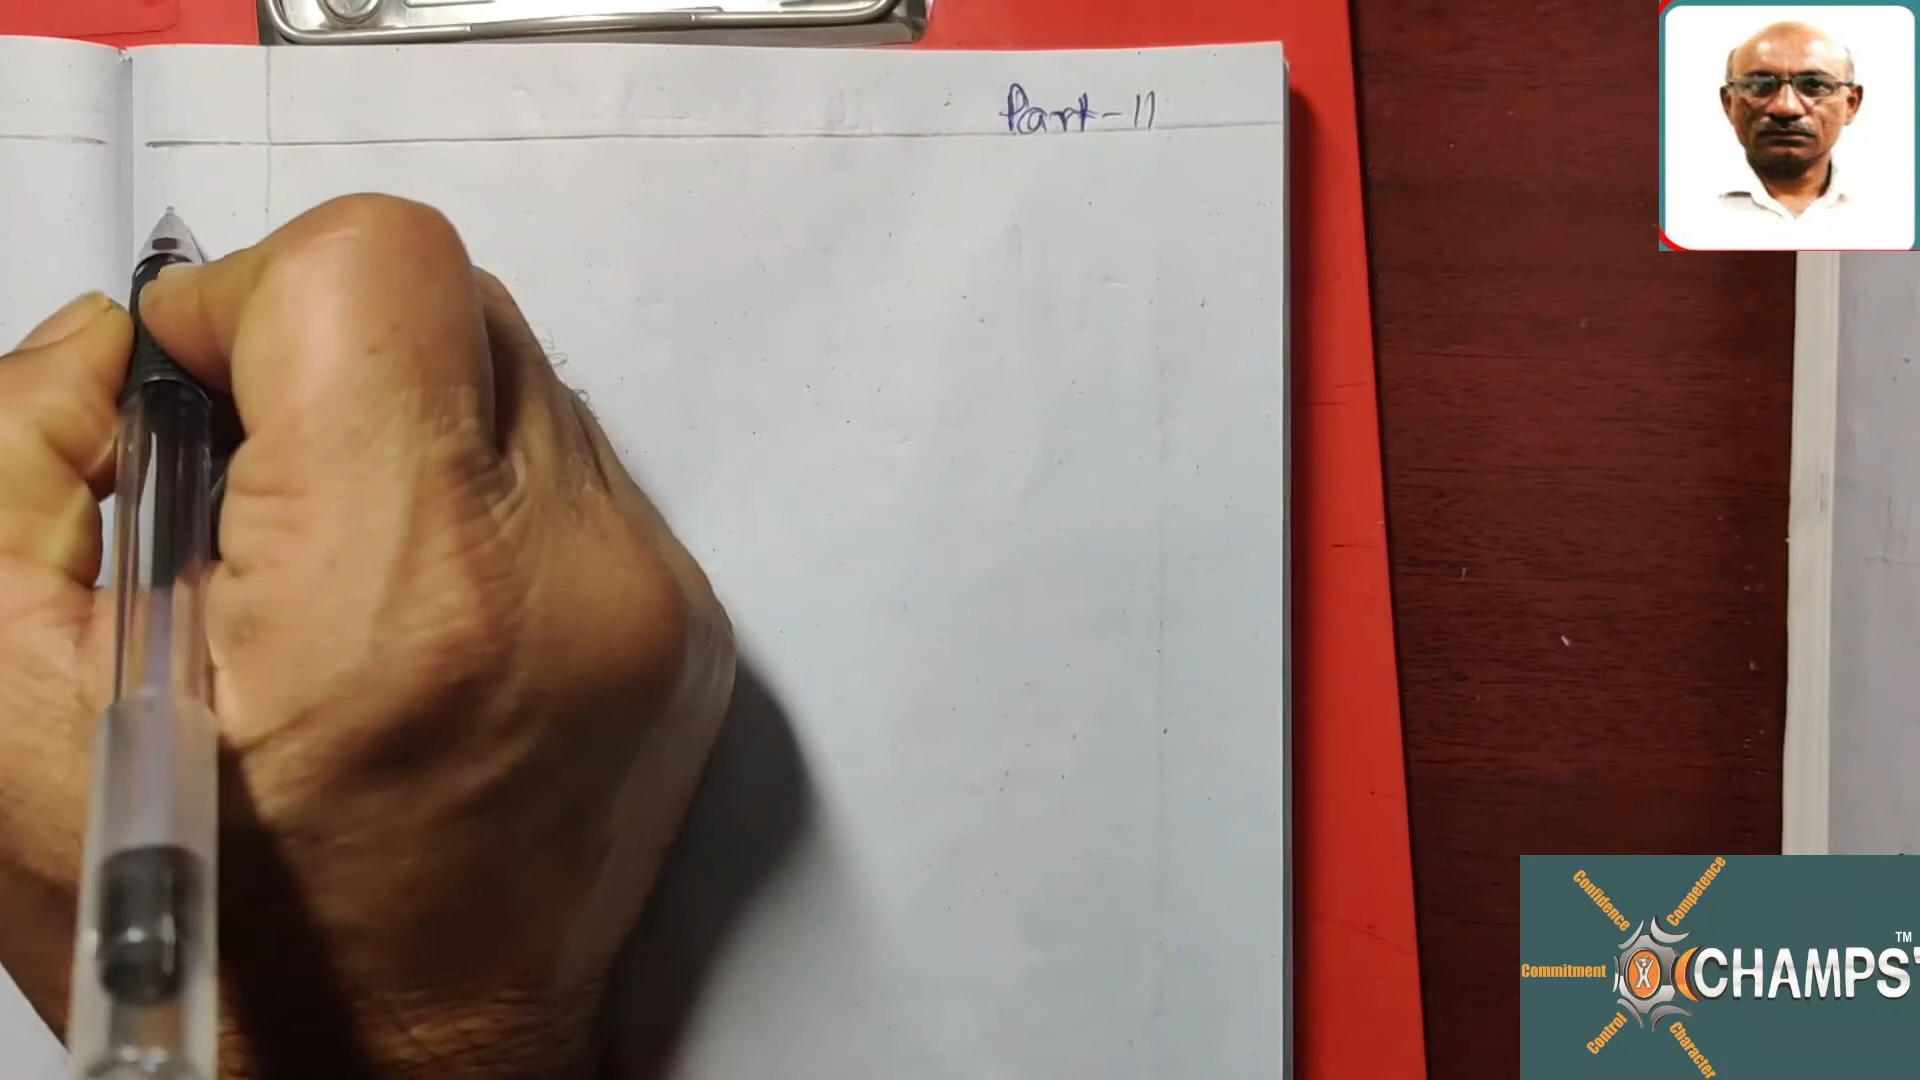 Part-11
Confidence
Competence
Commitment
CHAMPS
TM
Control
Character